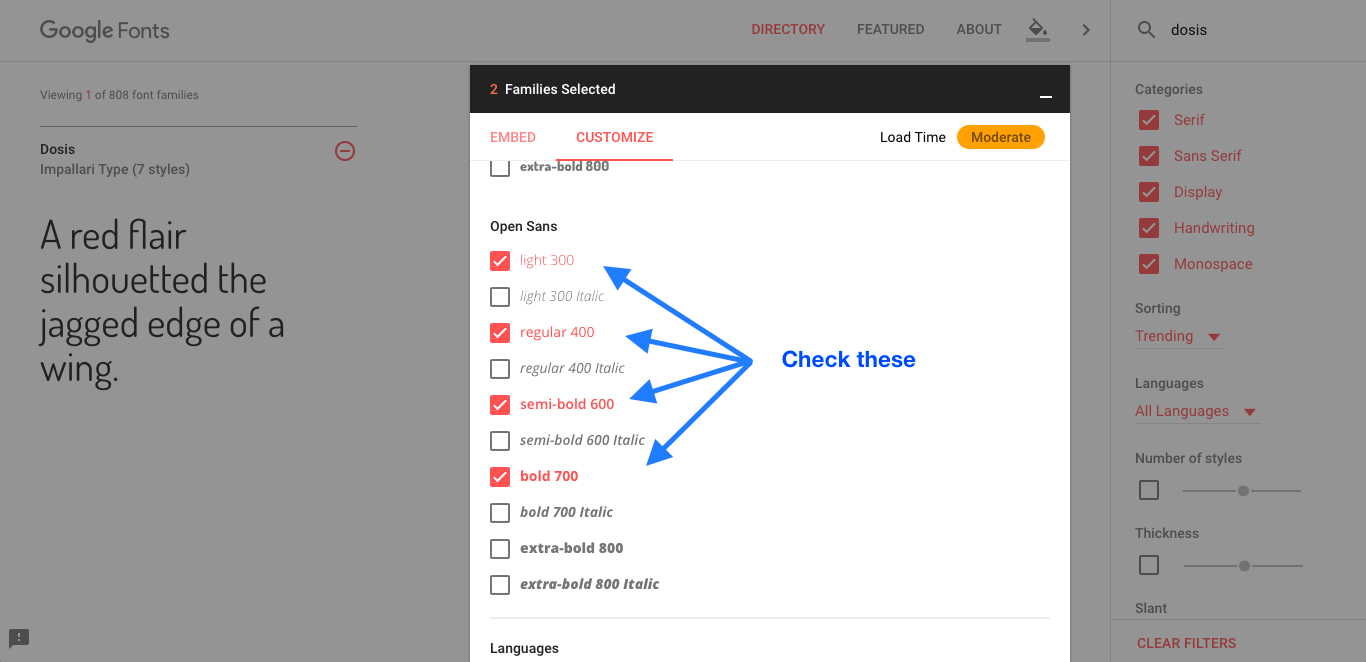 Google Fonts
DIRECTORY
FEATURED
ABOUT
dosis
Viewing 1 of 808 font families
Dosis
Impallari Type (7 styles)
A red flair
silhouetted the
jagged edge of a
wing.
2 Families Selected
EMBED
CUSTOMIZE
Load Time
Moderate
extra-bold 800
Open Sans
light 300
light 300 Italic
regular 400
regular 400 Italic
semi-bold 600
semi-bold 600 Italic
bold 700
bold 700 Italic
extra-bold 800
extra-bold 800 Italic
Check these
Languages
Categories
Serif
Sans Serif
Display
Handwriting
Monospace
Sorting
Trending
Languages
All Languages
Number of styles
Thickness
Slant
CLEAR FILTERS